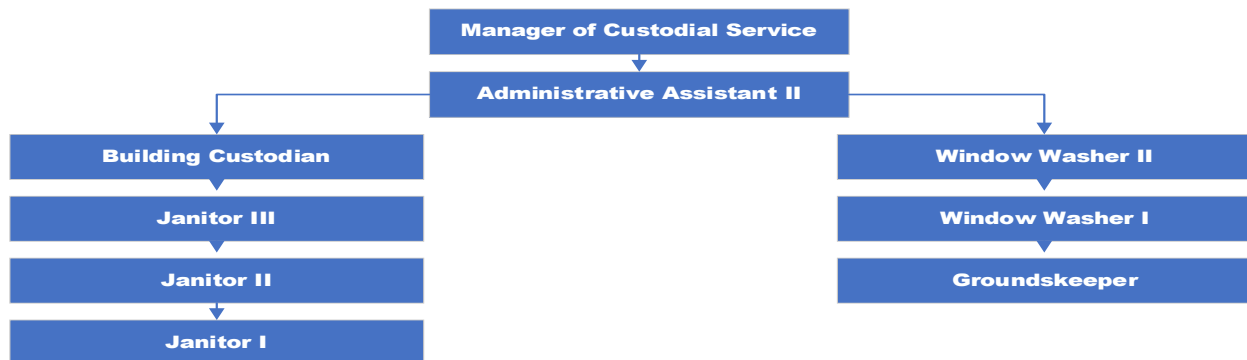 Manager of Custodial Service
Administrative Assistant II
Building Custodian
Window Washer II
Janitor III
Window Washer I
Janitor II
Groundskeeper
Janitor I